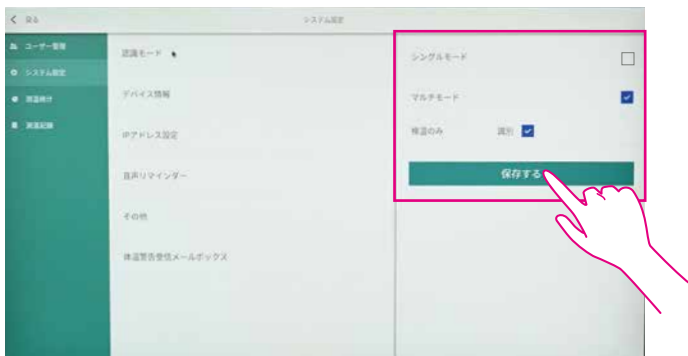 戻る
システム設定
ユーザー管理
システム設定
測温統計
測温記録
認識モード
デバイス情報
IPアドレス設定
音声リマインダー
その他
体温警告受信メールボックス
シングルモード
マルチモード
検温のみ 識別
保存する